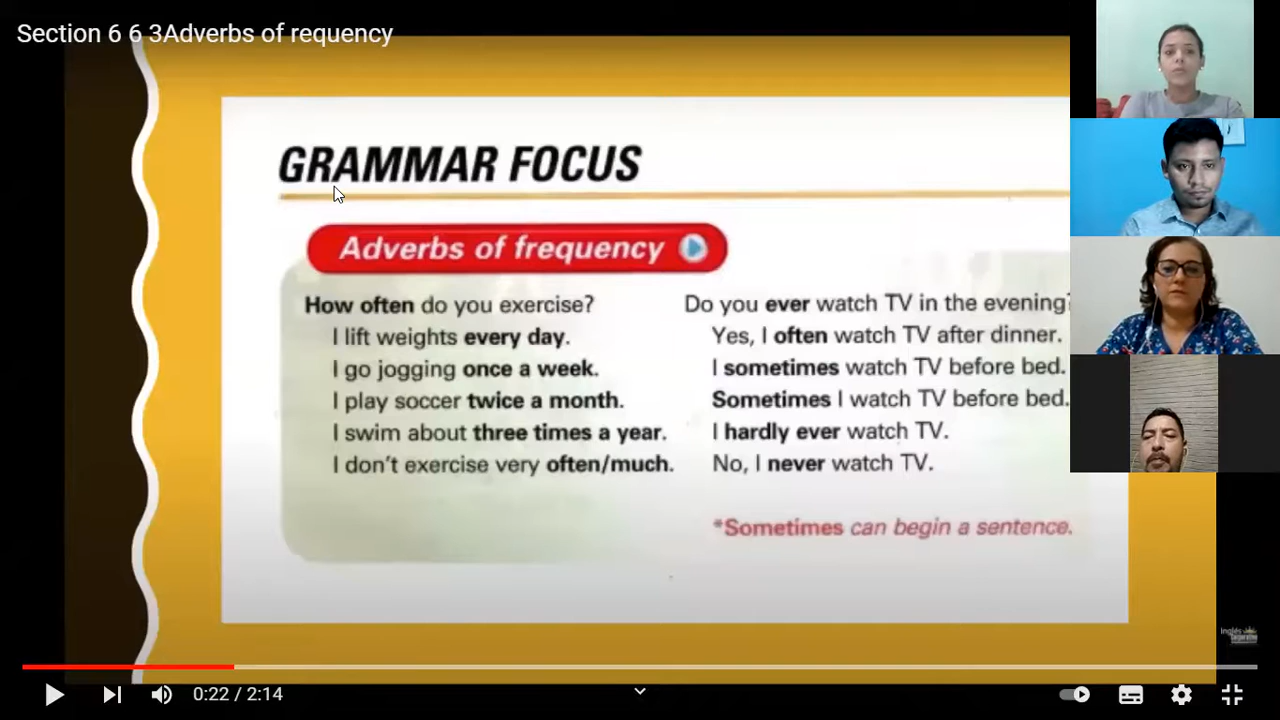 Section 6 6 3Adverbs of requency
GRAMMAR FOCUS
Adverbs of frequency
How often do you exercise?
I lift weights every day.
I go jogging once a week.
I play soccer twice a month.
I swim about three times a year.
I don't exercise very often/much.
Do you ever watch TV in the evening?
Yes, I often watch TV after dinner.
I sometimes watch TV before bed.
Sometimes I watch TV before bed.
I hardly ever watch TV.
No, I never watch TV.
*Sometimes can begin a sentence.
Inglés
Corporativo
0:22 / 2:14